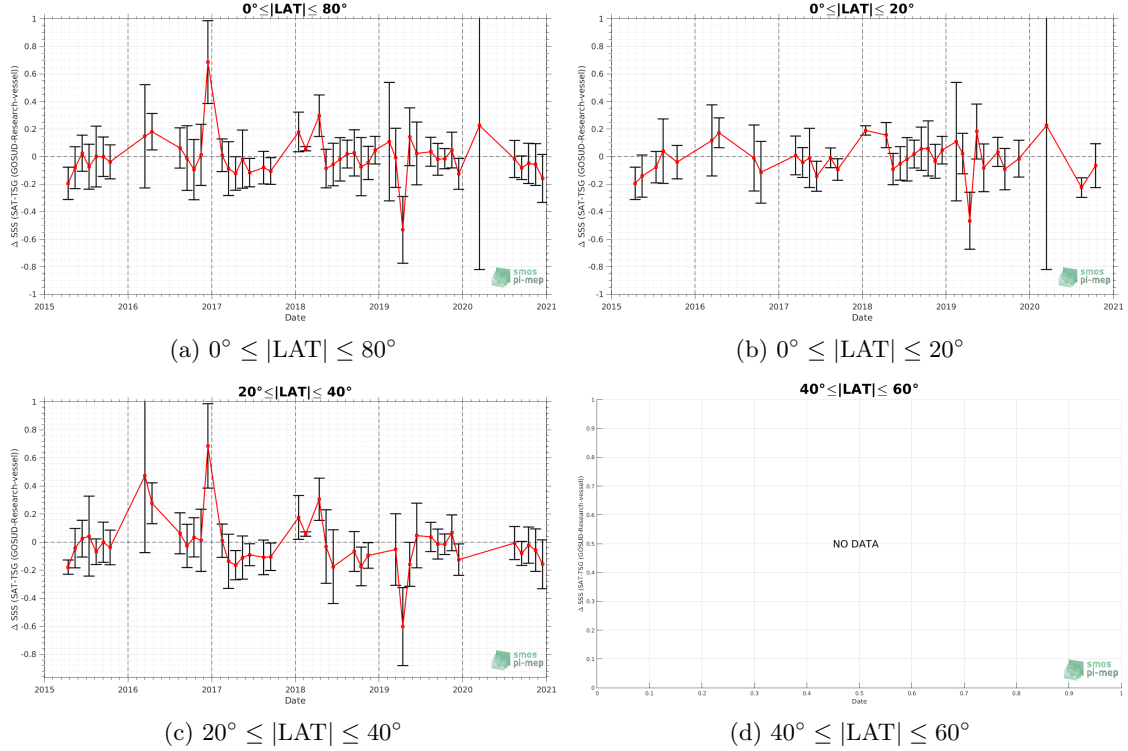 0°≤|LAT|≤ 80°
1
0.8
0.6
0.4
0.2
0
-0.2
-0.4
-0.6
-0.8
-1
Δ SSS (SAT-TSG (GOSUD-Research-vessel))
2015 2016 2017 2018 2019 2020 2021
Date
smos
pi-mep
(a) 0° ≤ |LAT| ≤ 80°
0°≤|LAT|≤ 20°
1
0.8
0.6
0.4
0.2
0
-0.2
-0.4
-0.6
-0.8
-1
Δ SSS (SAT-TSG (GOSUD-Research-vessel))
2015 2016 2017 2018 2019 2020 2021
Date
smos
pi-mep
(b) 0° ≤ |LAT| ≤ 20°
20°≤|LAT|≤ 40°
1
0.8
0.6
0.4
0.2
0
-0.2
-0.4
-0.6
-0.8
Δ SSS (SAT-TSG (GOSUD-Research-vessel))
2015 2016 2017 2018 2019 2020 2021
Date
smos
pi-mep
(c) 20° ≤ |LAT| ≤ 40°
40°≤|LAT|≤ 60°
1
0.9
0.8
0.7
0.6
0.5
0.4
0.3
0.2
0.1
0
Δ SSS (SAT-TSG (GOSUD-Research-vessel))
NO DATA
0 0.1 0.2 0.3 0.4 0.5 0.6 0.7 0.8 0.9 1
Date
smos
pi-mep
(d) 40° ≤ |LAT| ≤ 60°